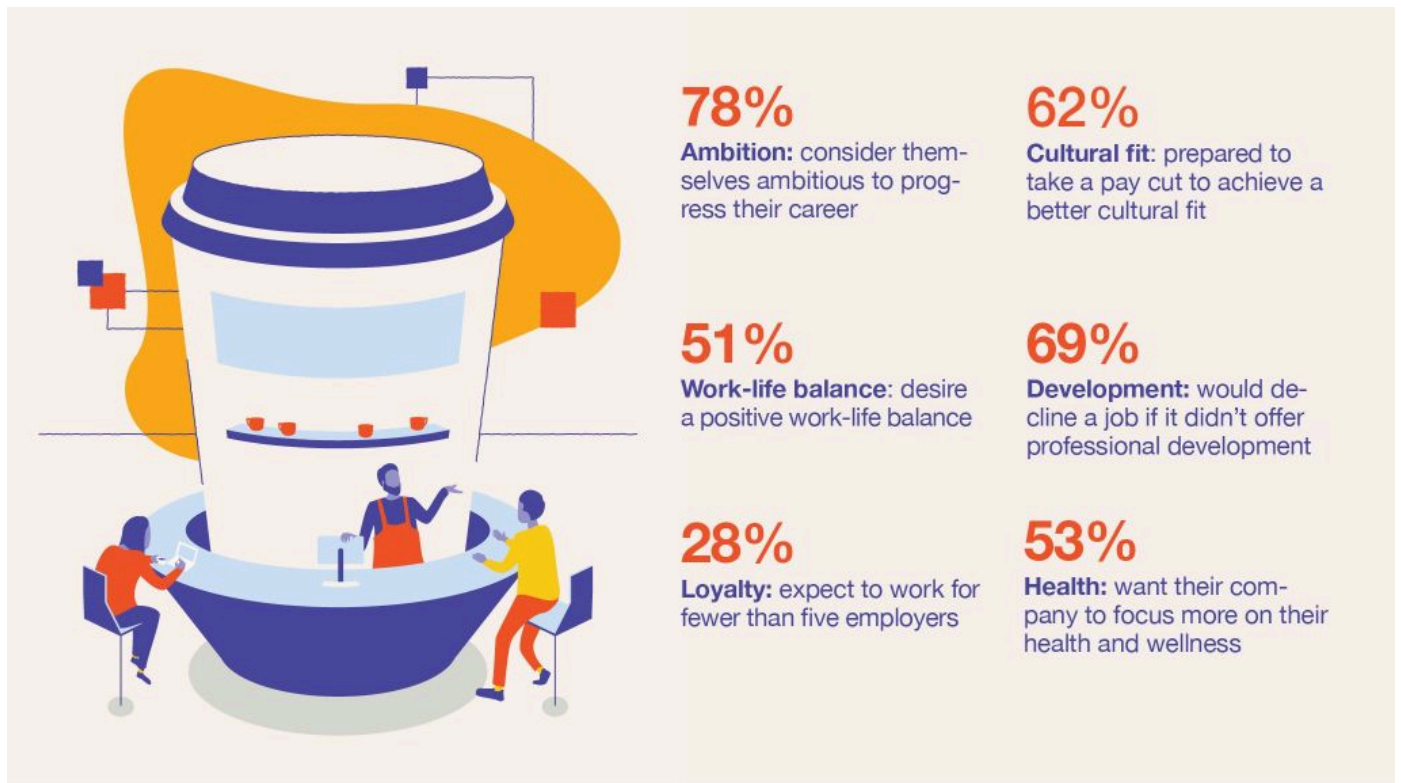 78%
Ambition: consider them-
selves ambitious to prog-
ress their career
62%
Cultural fit: prepared to
take a pay cut to achieve a
better cultural fit
51%
Work-life balance: desire
a positive work-life balance
69%
Development: would de-
cline a job if it didn’t offer
professional development
28%
Loyalty: expect to work for
fewer than five employers
53%
Health: want their com-
pany to focus more on their
health and wellness